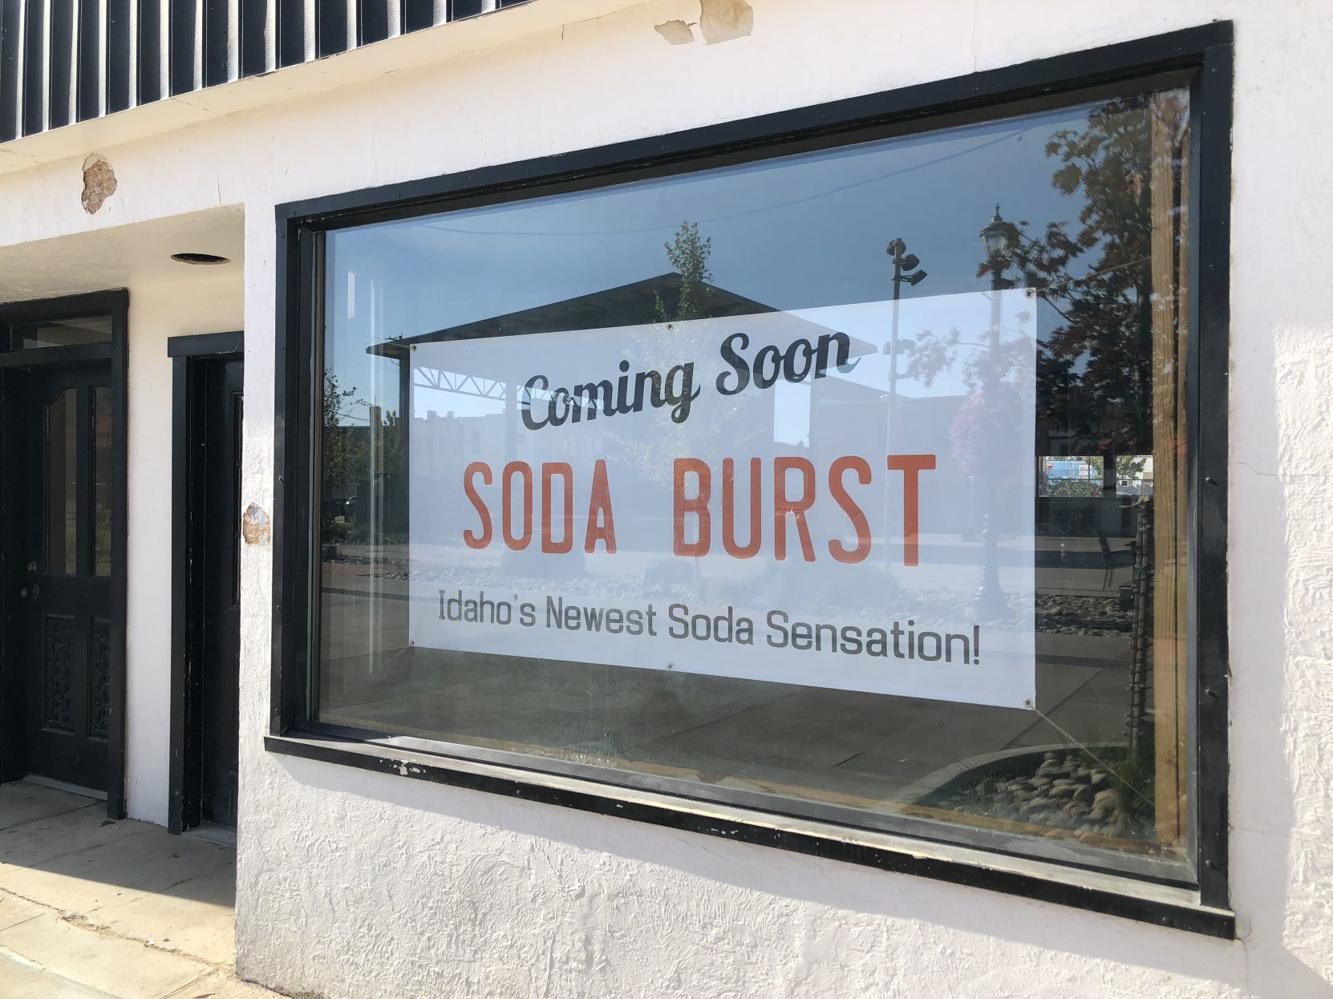 Coming Soon
SODA BURST
Idaho's Newest Soda Sensation!